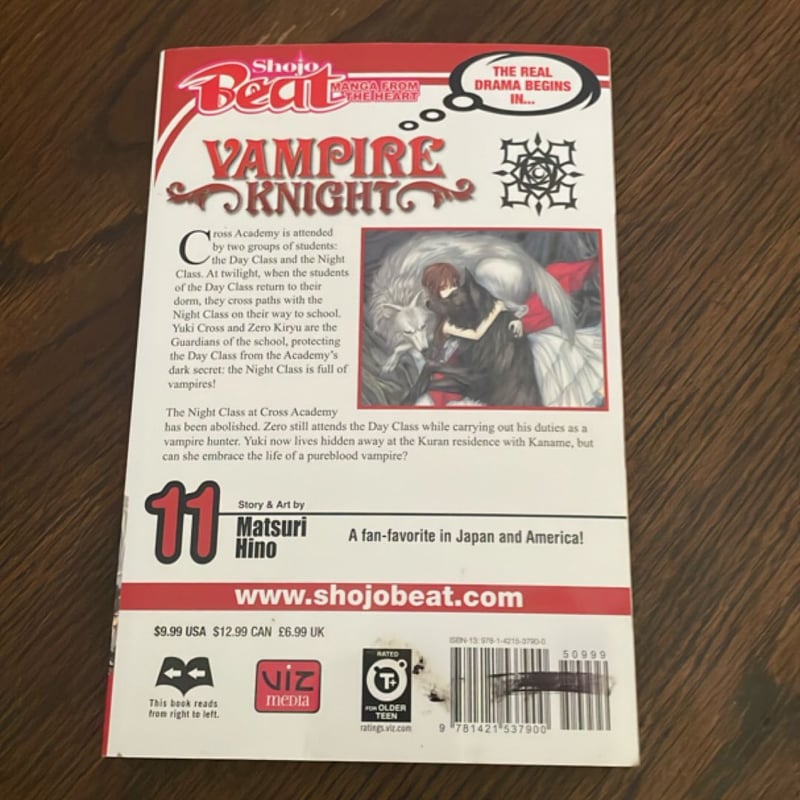 Shojo
Beat
MANGA FROM
THE HEART
THE REAL
DRAMA BEGINS
IN...
VAMPIRE
KNIGHT
Cross Academy is attended
by two groups of students:
the Day Class and the Night
Class. At twilight, when the students
of the Day Class return to their
dorm, they cross paths with the
Night Class on their way to school.
Yuki Cross and Zero Kiryu are the
Guardians of the school, protecting
the Day Class from the Academy's
dark secret: the Night Class is full of
vampires!
The Night Class at Cross Academy
has been abolished. Zero still attends the Day Class while carrying out his duties as a
vampire hunter. Yuki now lives hidden away at the Kuran residence with Kaname, but
can she embrace the life of a pureblood vampire?
11
Story & Art by
Matsuri
Hino
A fan-favorite in Japan and America!
www.shojobeat.com
$9.99 USA $12.99 CAN £6.99 UK
This book reads
from right to left.
VIZ
MEDIA
RATED
T+
FOR OLDER
TEEN
ratings.viz.com
ISBN-13: 978-1-4215-3790-0
50999
9 781421 537900